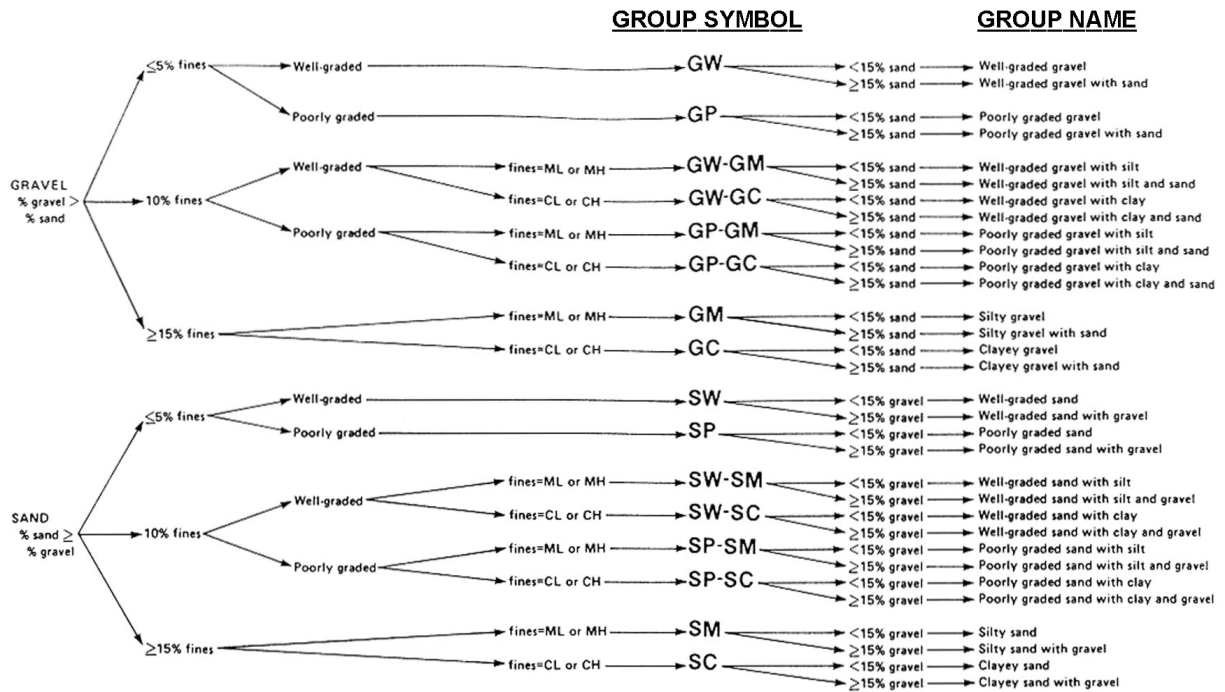 GROUP SYMBOL GROUP NAME
≤5% fines Well-graded GW <15% sand Well-graded gravel
≥15% sand Well-graded gravel with sand
Poorly graded GP <15% sand Poorly graded gravel
≥15% sand Poorly graded gravel with sand
Well-graded fines=ML or MH GW-GM <15% sand Well-graded gravel with silt
≥15% sand Well-graded gravel with silt and sand
GRAVEL
% gravel >
% sand
10% fines fines=CL or CH GW-GC <15% sand Well-graded gravel with clay
≥15% sand Well-graded gravel with clay and sand
Poorly graded fines=ML or MH GP-GM <15% sand Poorly graded gravel with silt
≥15% sand Poorly graded gravel with silt and sand
fines=CL or CH GP-GC <15% sand Poorly graded gravel with clay
≥15% sand Poorly graded gravel with clay and sand
≥15% fines fines=ML or MH GM <15% sand Silty gravel
≥15% sand Silty gravel with sand
fines=CL or CH GC <15% sand Clayey gravel
≥15% sand Clayey gravel with sand
≤5% fines Well-graded SW <15% gravel Well-graded sand
≥15% gravel Well-graded sand with gravel
Poorly graded SP <15% gravel Poorly graded sand
≥15% gravel Poorly graded sand with gravel
Well-graded fines=ML or MH SW-SM <15% gravel Well-graded sand with silt
≥15% gravel Well-graded sand with silt and gravel
SAND
% sand ≥
% gravel
10% fines fines=CL or CH SW-SC <15% gravel Well-graded sand with clay
≥15% gravel Well-graded sand with clay and gravel
Poorly graded fines=ML or MH SP-SM <15% gravel Poorly graded sand with silt
≥15% gravel Poorly graded sand with silt and gravel
fines=CL or CH SP-SC <15% gravel Poorly graded sand with clay
≥15% gravel Poorly graded sand with clay and gravel
≥15% fines fines=ML or MH SM <15% gravel Silty sand
≥15% gravel Silty sand with gravel
fines=CL or CH SC <15% gravel Clayey sand
≥15% gravel Clayey sand with gravel